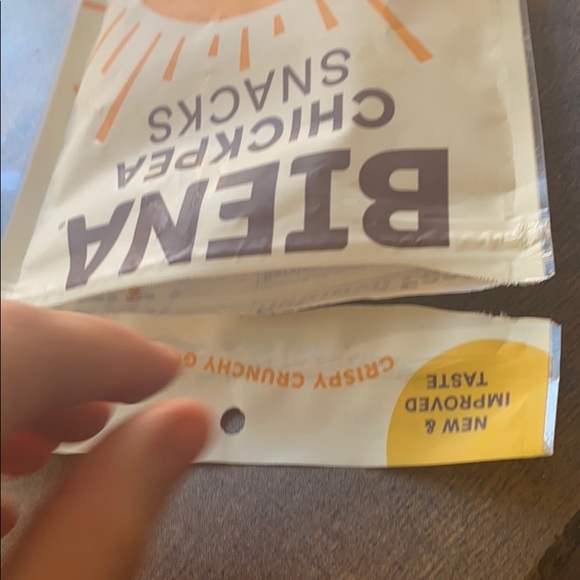 NEW &
IMPROVED
TASTE
CRISPY CRUNCHY
BIENA
CHICKPEA
SNACKS